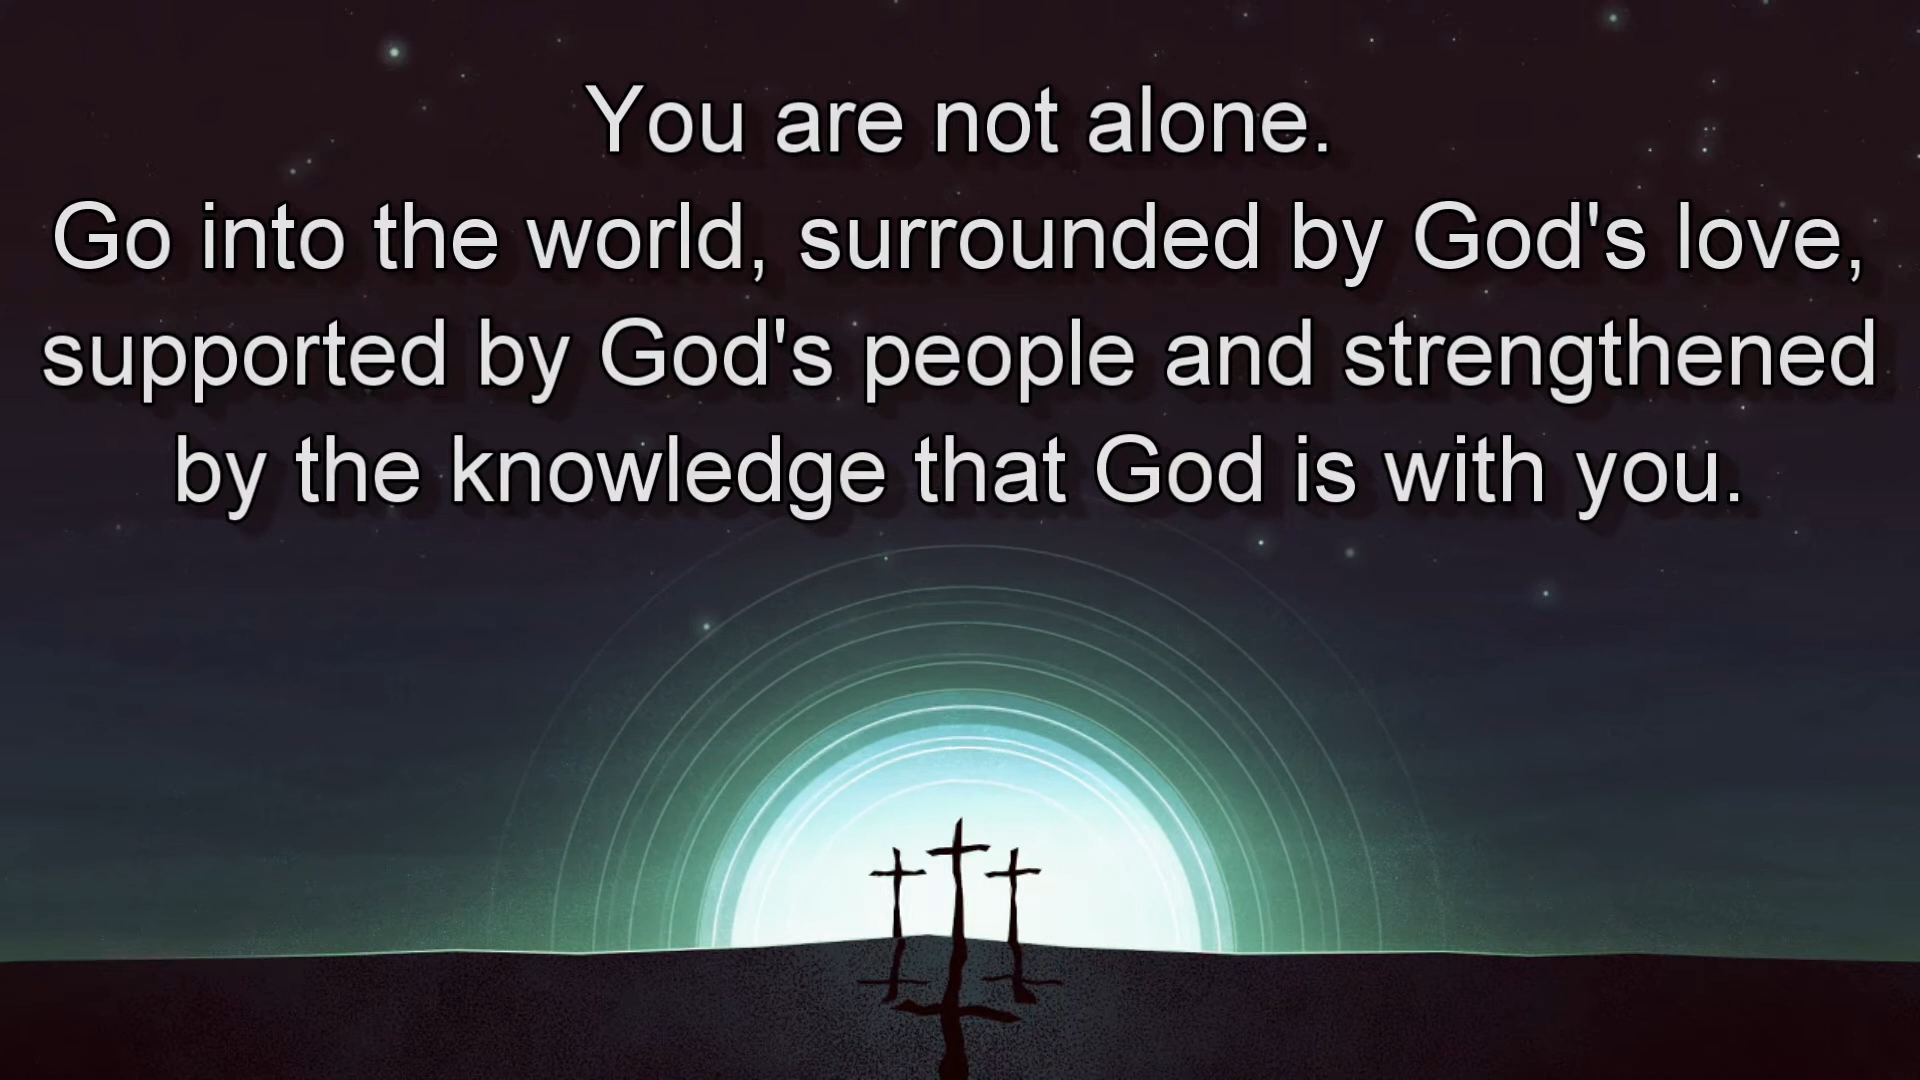 You are not alone.
Go into the world, surrounded by God's love,
supported by God's people and strengthened
by the knowledge that God is with you.